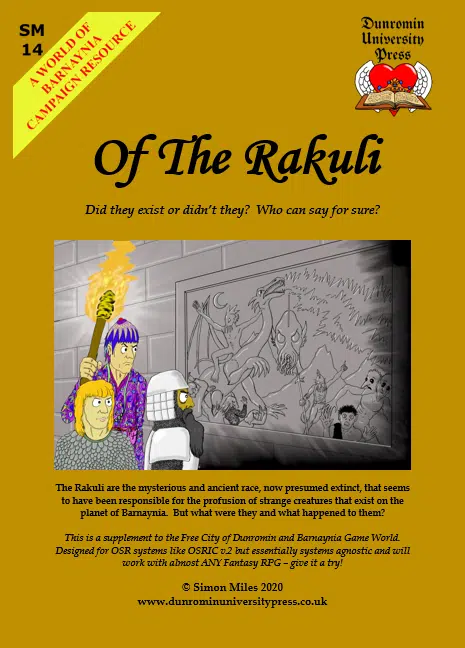 SM
14
A WORLD OF
BARNAYNIA
CAMPAIGN RESOURCE
Dunromin
University
Press
Of The Rakuli
Did they exist or didn't they?  Who can say for sure?
The Rakuli are the mysterious and ancient race, now presumed extinct, that seems
to have been responsible for the profusion of strange creatures that exist on the
planet of Barnaynia.  But what were they and what happened to them?
This is a supplement to the Free City of Dunromin and Barnaynia Game World.
Designed for OSR systems like OSRIC v.2 but essentially systems agnostic and will
work with almost ANY Fantasy RPG – give it a try!
© Simon Miles 2020
www.dunrominuniversitypress.co.uk